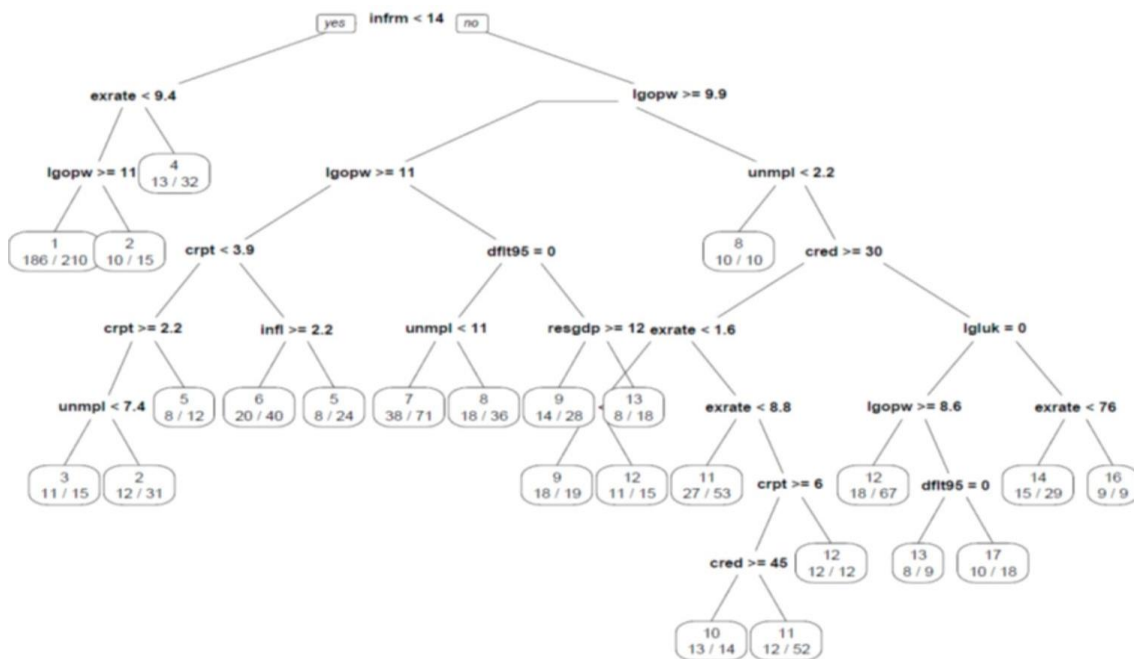 yes infrm < 14 no
exrate < 9.4 lgopw >= 9.9
lgopw >= 11 4 lgopw >= 11 unmpl < 2.2
13 / 32
1 2 crpt < 3.9 dflt95 = 0 8 cred >= 30
186 / 210 10 / 15 10 / 10
crpt >= 2.2 infl >= 2.2 unmpl < 11 resgdp >= 12 exrate < 1.6 lgluk = 0
unmpl < 7.4 5 6 5 7 8 9 13 exrate < 8.8 lgopw >= 8.6 exrate < 76
8 / 12 20 / 40 8 / 24 38 / 71 18 / 36 14 / 28 8 / 18
3 2 9 12 11 crpt >= 6 12 dflt95 = 0 14 16
11 / 15 12 / 31 18 / 19 11 / 15 27 / 53 18 / 67 15 / 29 9 / 9
cred >= 45 12 13 17
12 / 12 8 / 9 10 / 18
10 11
13 / 14 12 / 52